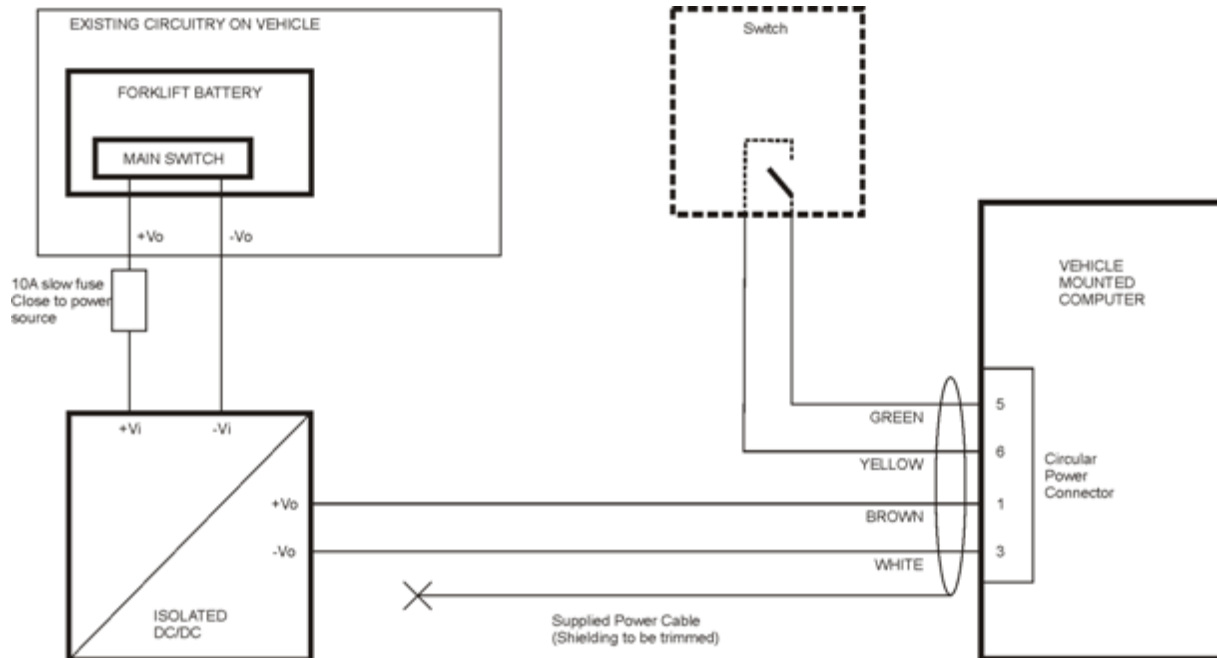 EXISTING CIRCUITRY ON VEHICLE
FORKLIFT BATTERY
MAIN SWITCH
+Vo
-Vo
10A slow fuse
Close to power
source
+Vi
-Vi
+Vo
-Vo
ISOLATED
DC/DC
Switch
GREEN
YELLOW
BROWN
WHITE
Supplied Power Cable
(Shielding to be trimmed)
VEHICLE
MOUNTED
COMPUTER
5
6
1
3
Circular
Power
Connector